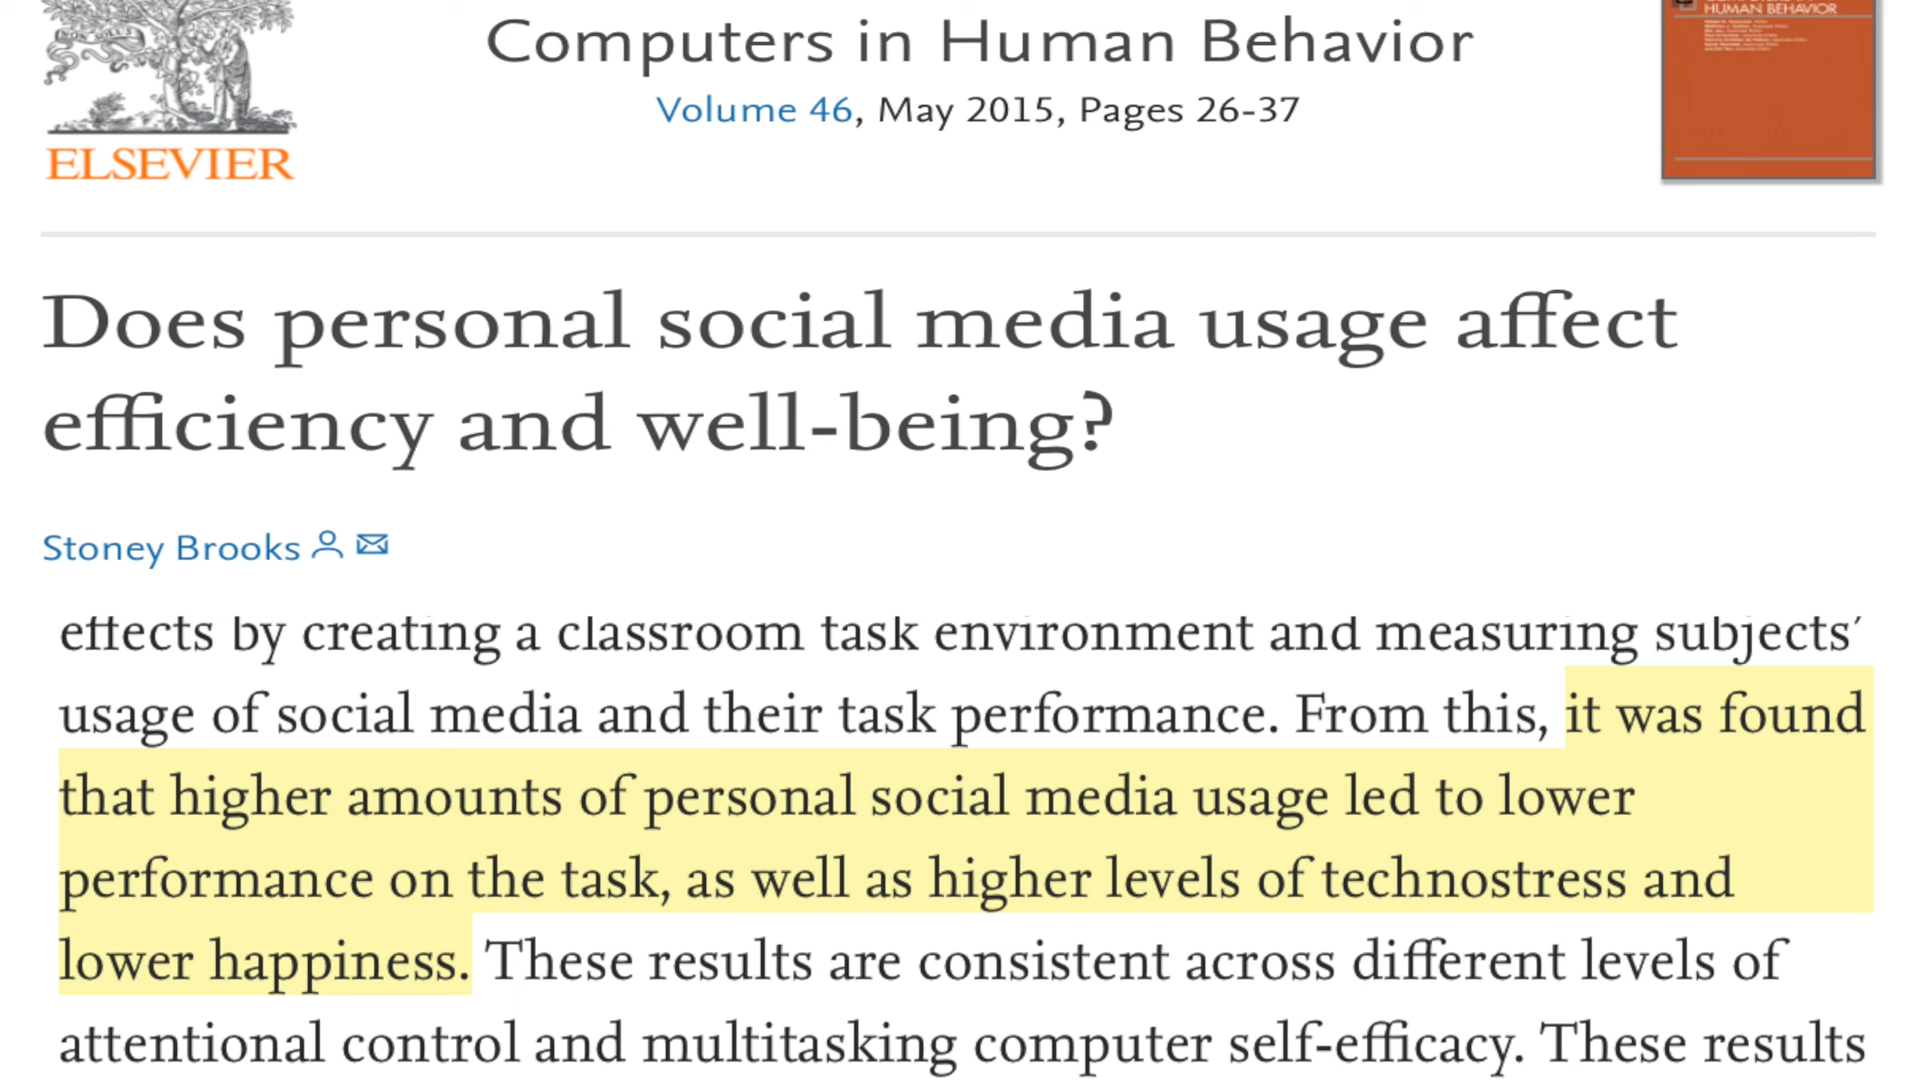 Computers in Human Behavior
HUMAN BEHAVIOR
Volume 46, May 2015, Pages 26-37
ELSEVIER
Does personal social media usage affect
efficiency and well-being?
Stoney Brooks
effects by creating a classroom task environment and measuring subjects’
usage of social media and their task performance. From this, it was found
that higher amounts of personal social media usage led to lower
performance on the task, as well as higher levels of technostress and
lower happiness. These results are consistent across different levels of
attentional control and multitasking computer self-efficacy. These results